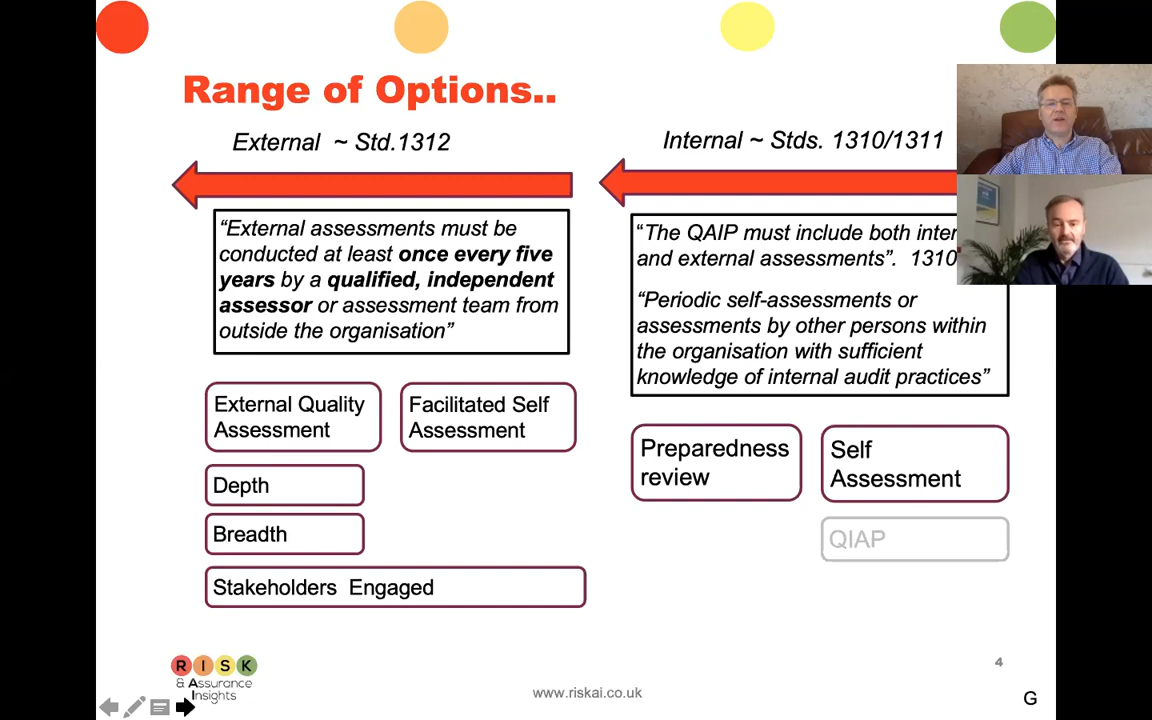 Range of Options..
External ~ Std.1312
Internal ~ Stds. 1310/1311
“External assessments must be
conducted at least once every five
years by a qualified, independent
assessor or assessment team from
outside the organisation”
“The QAIP must include both inter
and external assessments”. 1310
“Periodic self-assessments or
assessments by other persons within
the organisation with sufficient
knowledge of internal audit practices”
External Quality
Assessment
Facilitated Self
Assessment
Depth
Breadth
Stakeholders Engaged
Preparedness
review
Self
Assessment
QIAP
RISK
& Assurance
Insights
www.riskai.co.uk
4
G